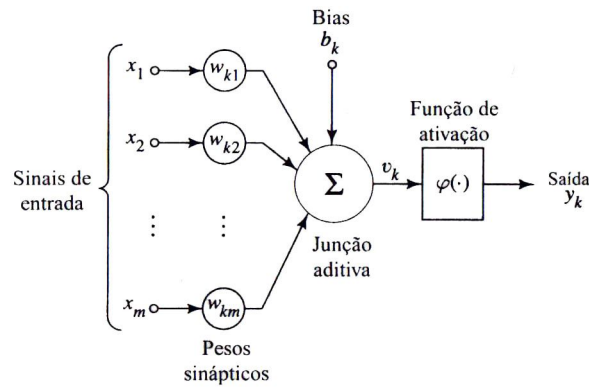 Bias
b_k
x_1
w_k1
x_2
w_k2
Sinais de
entrada
Σ
Junção
aditiva
v_k
Função de
ativação
φ(·)
Saída
y_k
⋮
⋮
x_m
w_km
Pesos
sinápticos